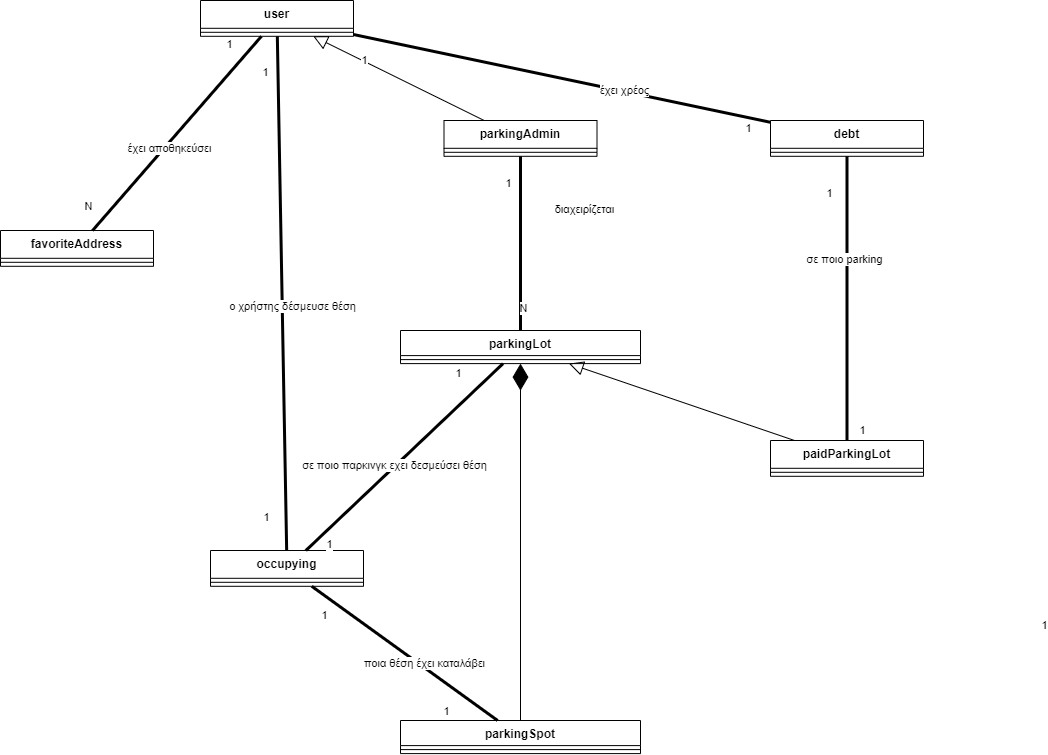 user
1
1
1
έχει χρέος
1
parkingAdmin
debt
έχει αποθηκεύσει
1
1
N
διαχειρίζεται
favoriteAddress
σε ποιο parking
ο χρήστης δέσμευσε θέση
N
parkingLot
1
1
paidParkingLot
σε ποιο παρκινγκ εχει δεσμεύσει θέση
1
1
occupying
1
1
ποια θέση έχει καταλάβει
1
parkingSpot